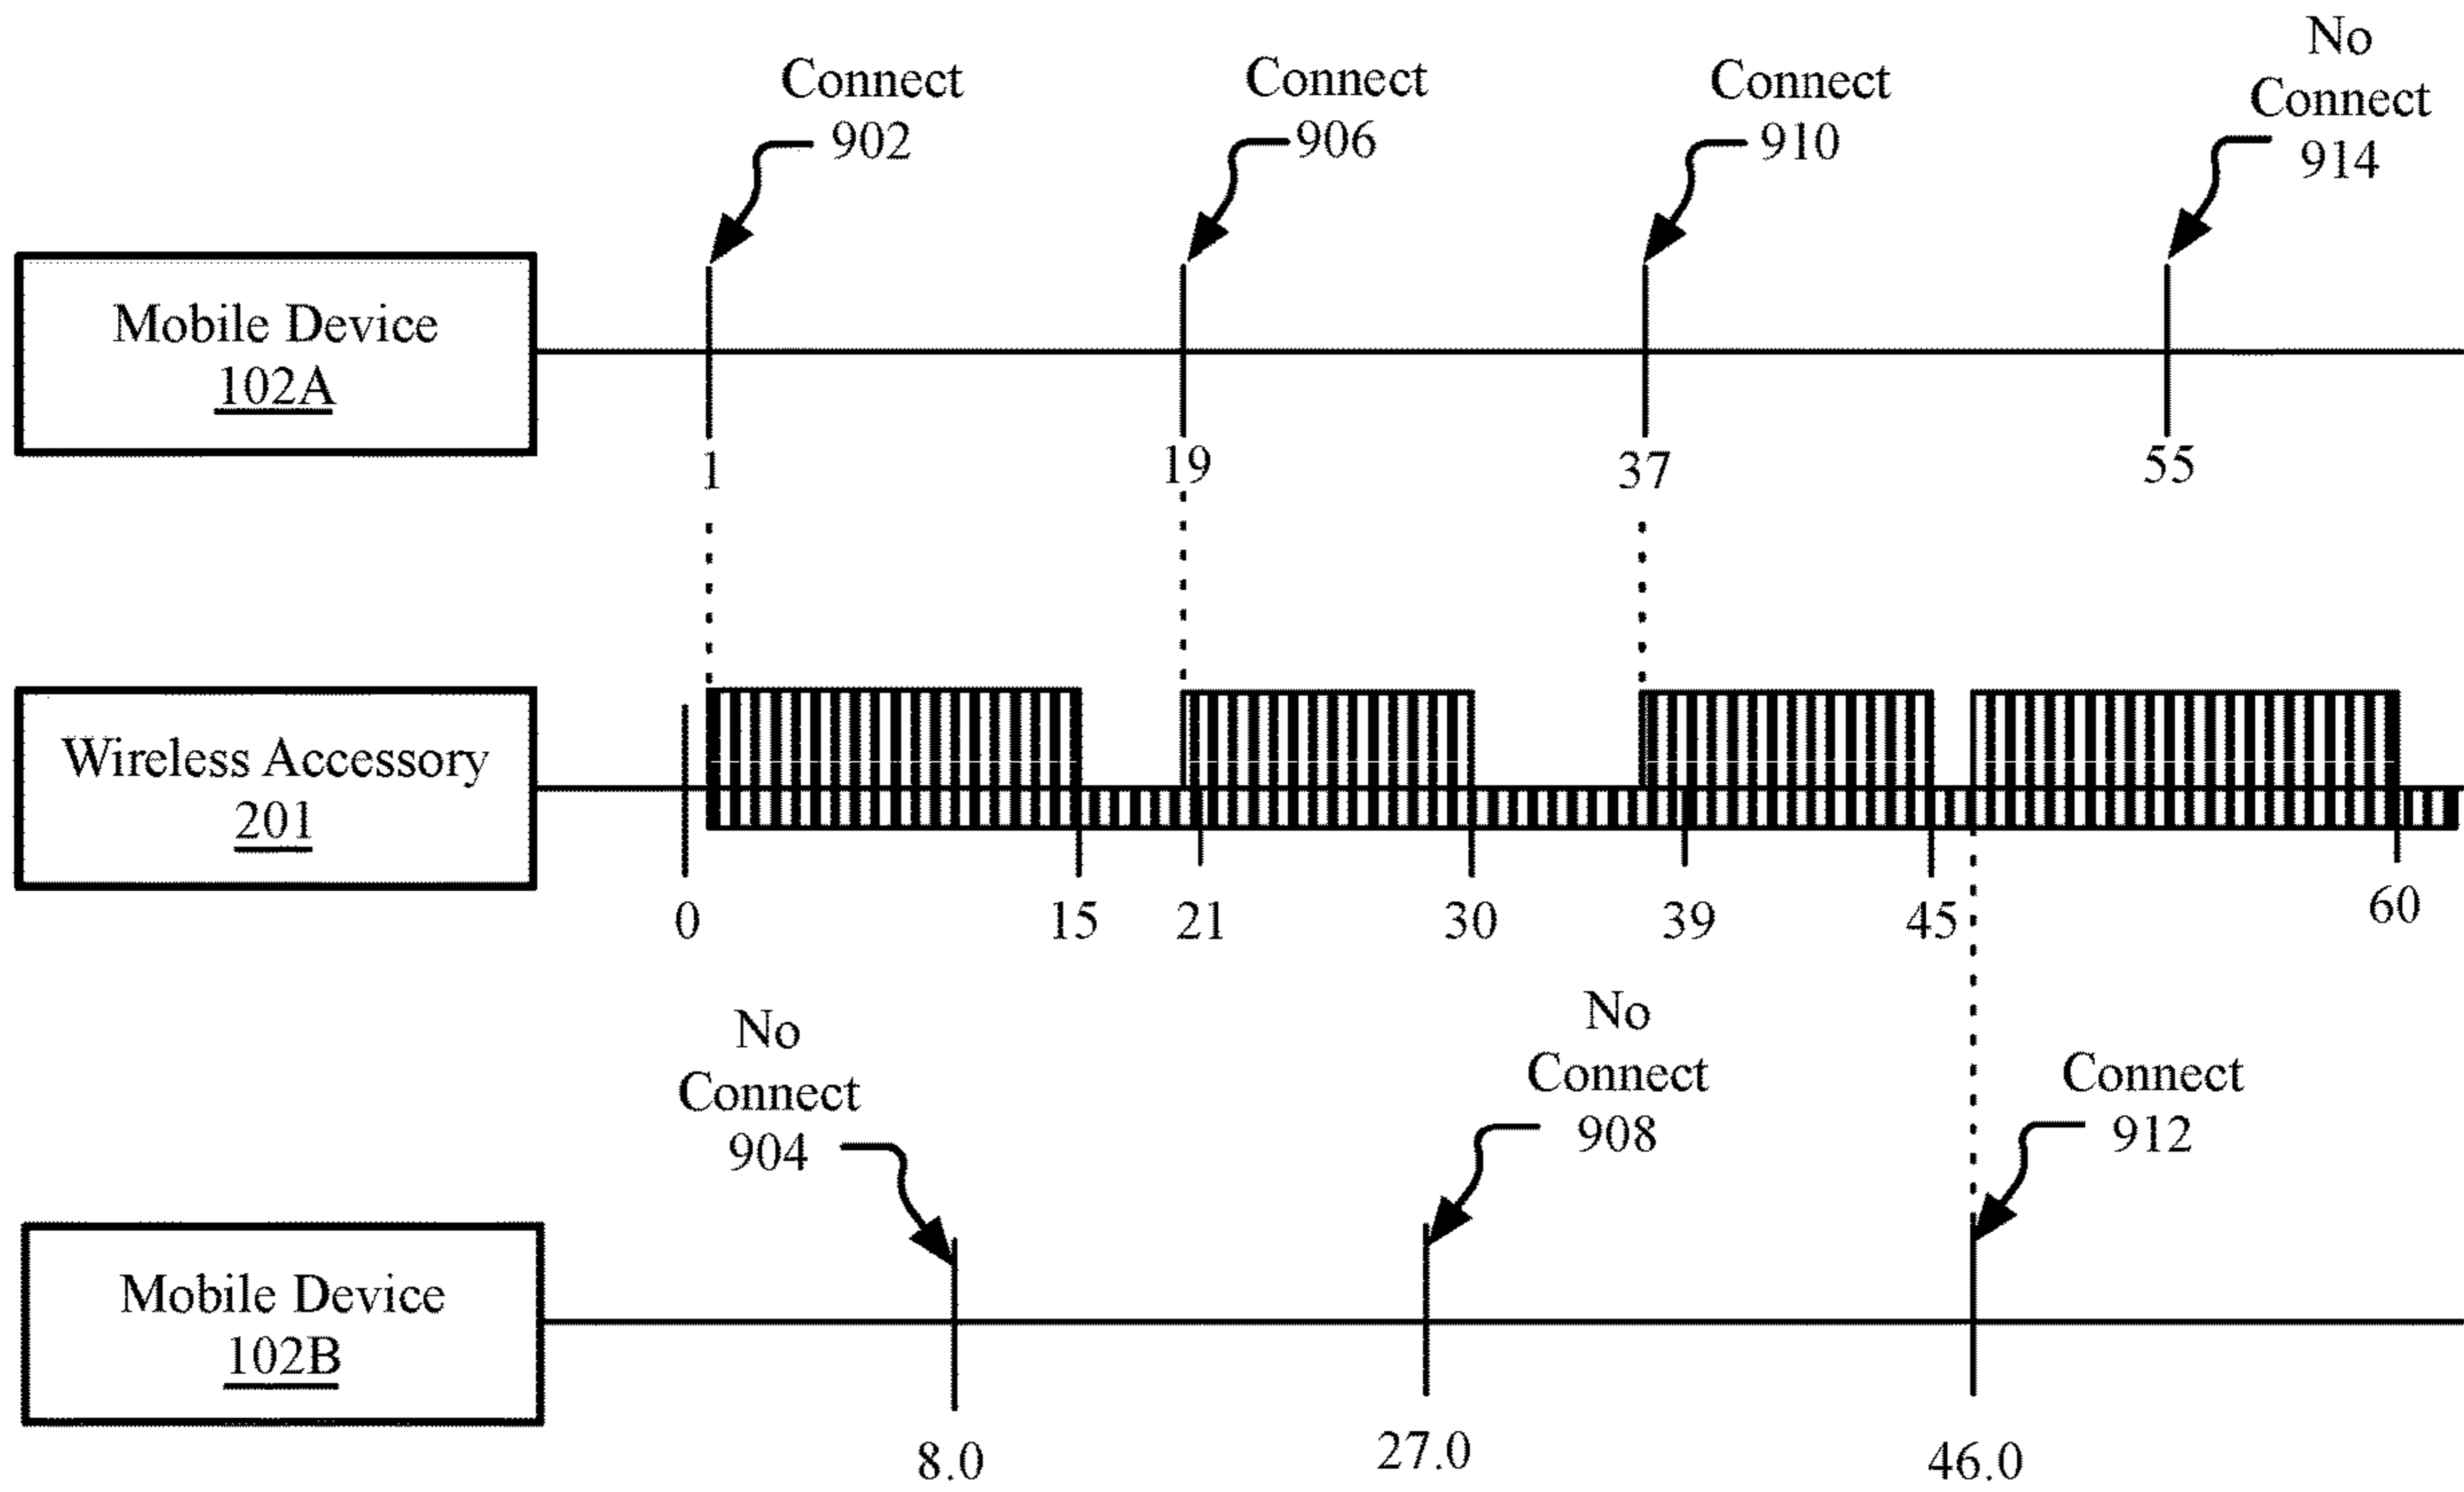 Connect
902
Connect
906
Connect
910
No
Connect
914
Mobile Device
102A
1
19
37
55
Wireless Accessory
201
0
15
21
30
39
45
60
No
Connect
904
No
Connect
908
Connect
912
Mobile Device
102B
8.0
27.0
46.0